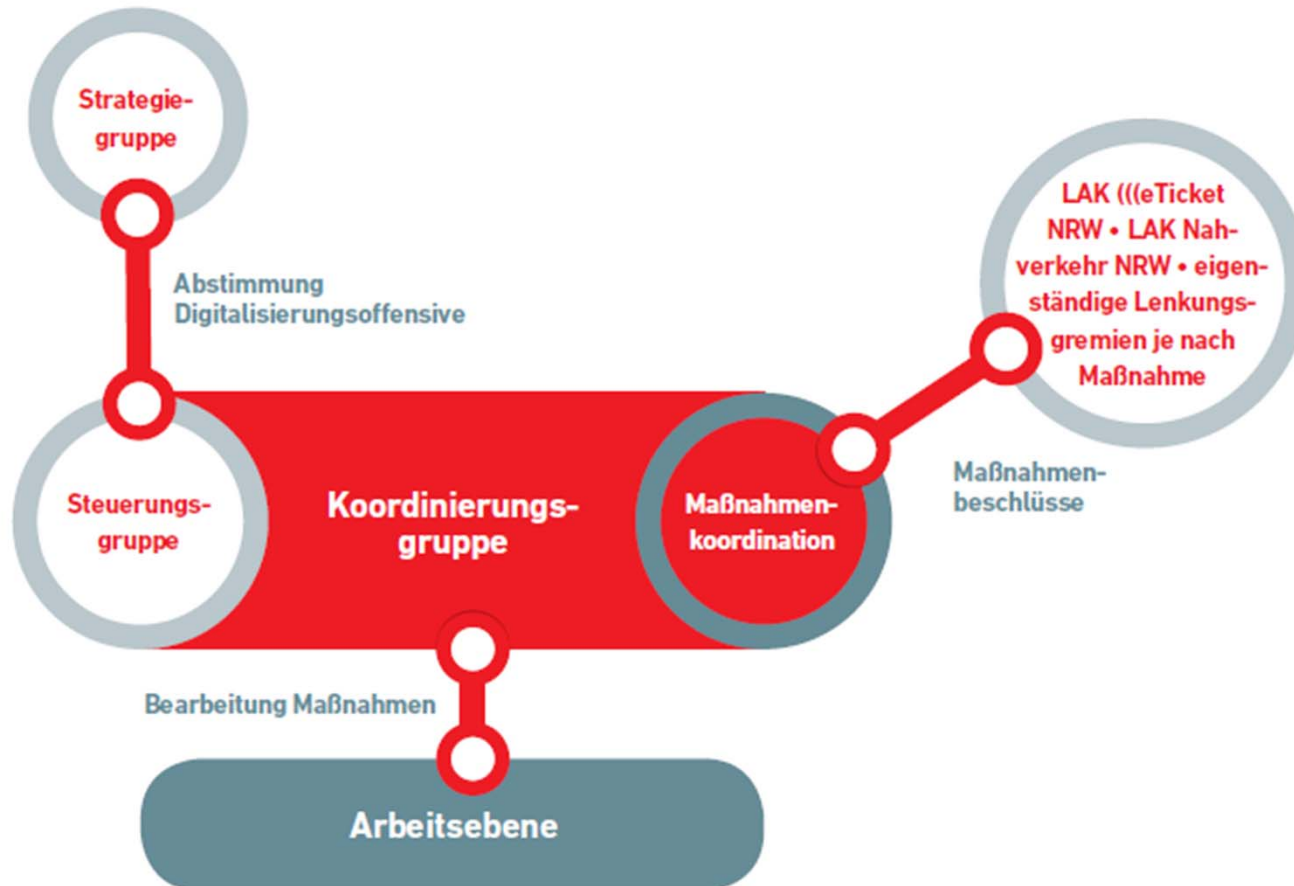 Strategie-
gruppe
Abstimmung
Digitalisierungsoffensive
LAK (((eTicket
NRW • LAK Nah-
verkehr NRW • eigen-
ständige Lenkungs-
gremien je nach
Maßnahme
Steuerungs-
gruppe
Koordinierungs-
gruppe
Maßnahmen-
koordination
Maßnahmen-
beschlüsse
Bearbeitung Maßnahmen
Arbeitsebene